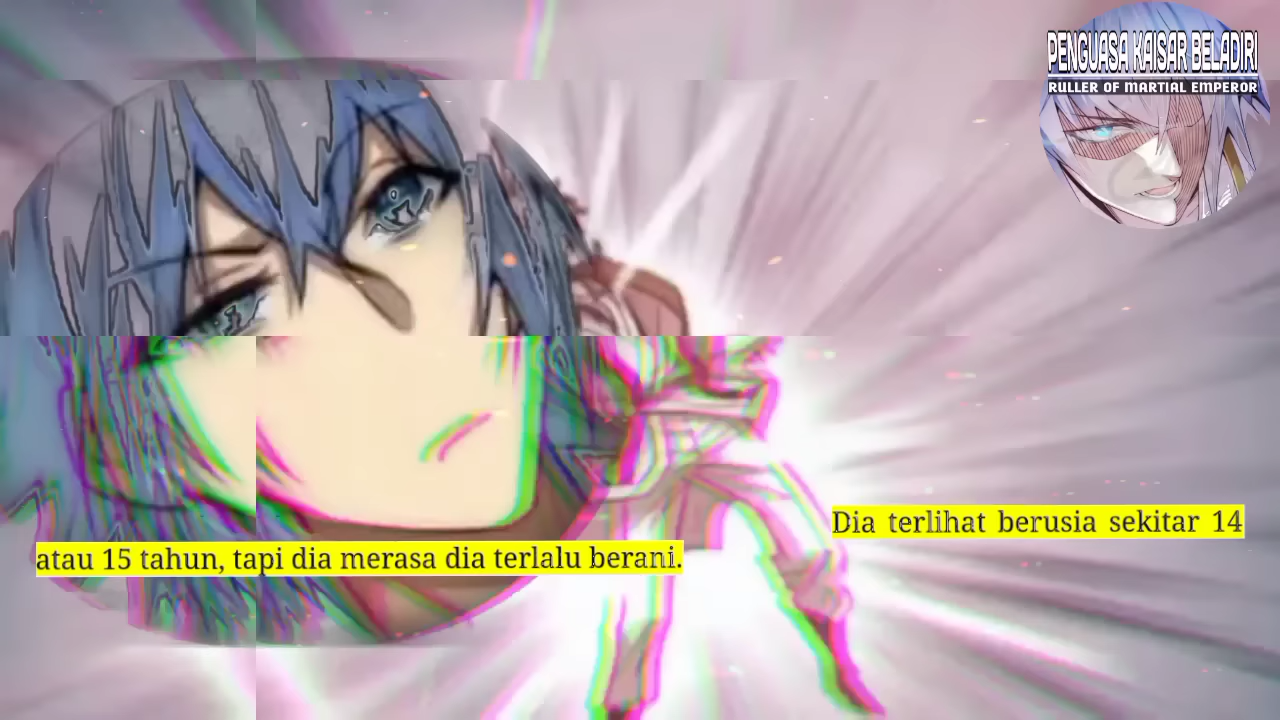 PENGUASA KAISAR BELADIRI
RULLER OF MARTIAL EMPEROR
Dia terlihat berusia sekitar 14
atau 15 tahun, tapi dia merasa dia terlalu berani.